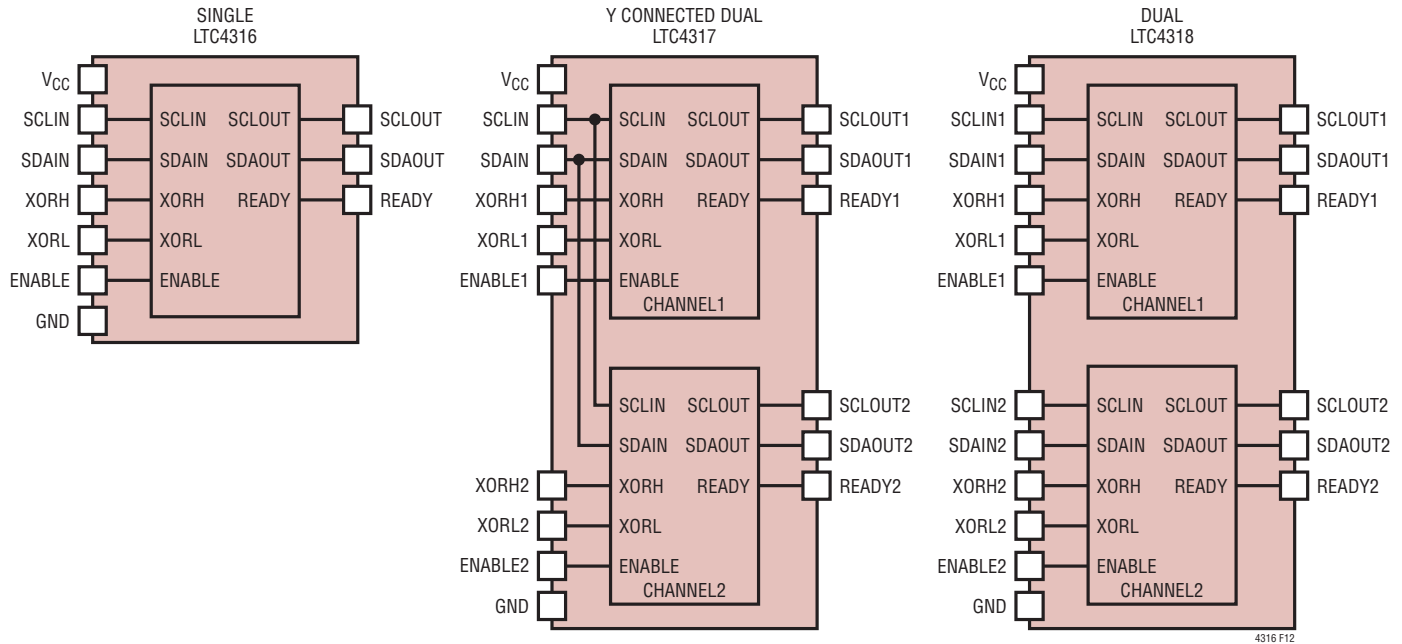 SINGLE
LTC4316
VCC
SCLIN
SDAIN
XORH
XORL
ENABLE
GND
SCLIN SCLOUT
SDAIN SDAOUT
XORH READY
XORL
ENABLE
SCLOUT
SDAOUT
READY
Y CONNECTED DUAL
LTC4317
VCC
SCLIN
SDAIN
XORH1
XORL1
ENABLE1
SCLIN SCLOUT
SDAIN SDAOUT
XORH READY
XORL
ENABLE
CHANNEL1
SCLOUT1
SDAOUT1
READY1
XORH2
XORL2
ENABLE2
GND
SCLIN SCLOUT
SDAIN SDAOUT
XORH READY
XORL
ENABLE
CHANNEL2
SCLOUT2
SDAOUT2
READY2
DUAL
LTC4318
VCC
SCLIN1
SDAIN1
XORH1
XORL1
ENABLE1
SCLIN SCLOUT
SDAIN SDAOUT
XORH READY
XORL
ENABLE
CHANNEL1
SCLOUT1
SDAOUT1
READY1
SCLIN2
SDAIN2
XORH2
XORL2
ENABLE2
GND
SCLIN SCLOUT
SDAIN SDAOUT
XORH READY
XORL
ENABLE
CHANNEL2
SCLOUT2
SDAOUT2
READY2
4316 F12